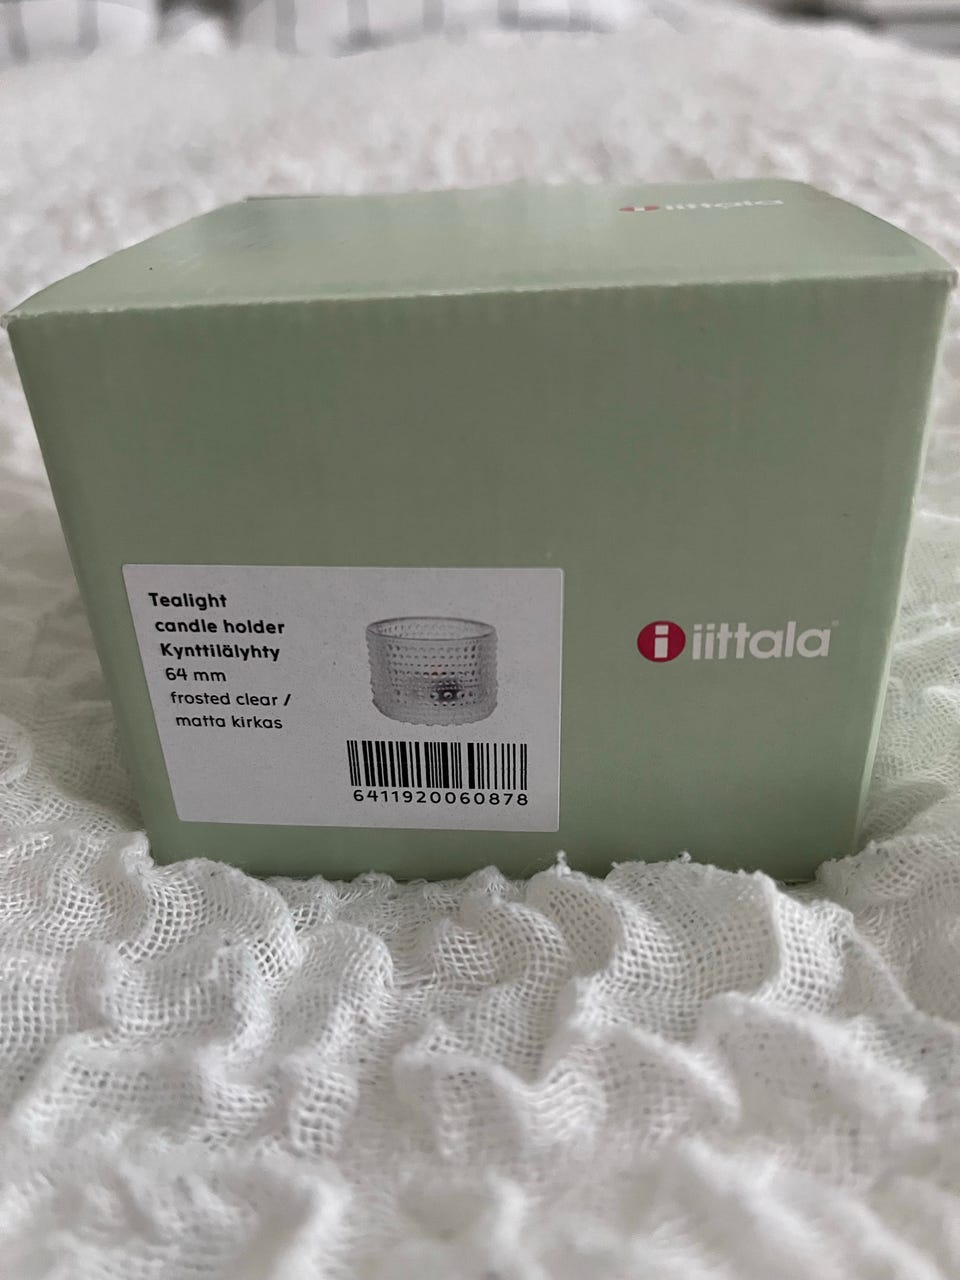 i iittala
Tealight
candle holder
Kynttilälyhty
64 mm
frosted clear /
matta kirkas
6411920060878
i iittala®